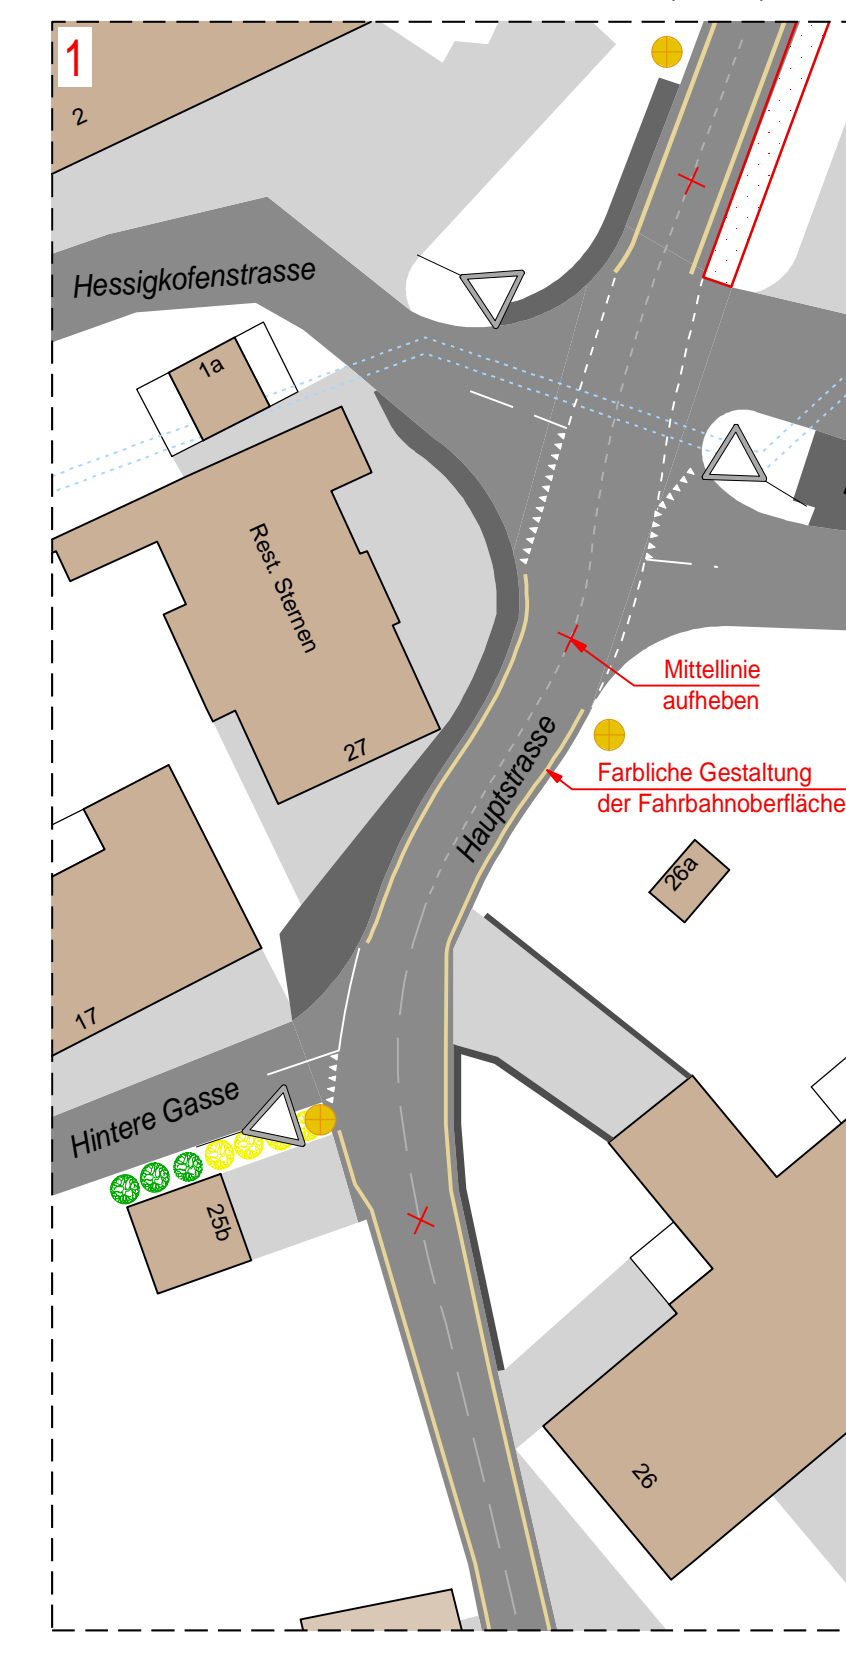 1
2
Hessigkofenstrasse
1a
Rest. Sternen
27
Mittellinie
aufheben
Hauptstrasse
Farbliche Gestaltung
der Fahrbahnoberfläche
26a
17
Hintere Gasse
25b
26